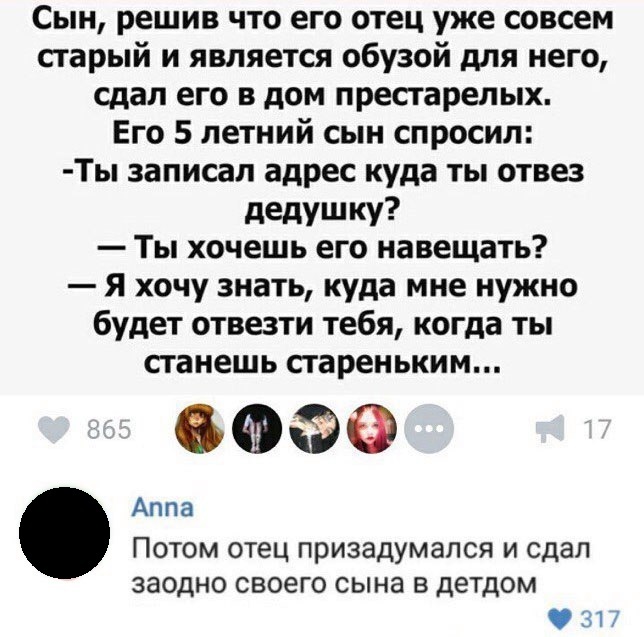 Сын, решив что его отец уже совсем
старый и является обузой для него,
сдал его в дом престарелых.
Его 5 летний сын спросил:
-Ты записал адрес куда ты отвез
дедушку?
— Ты хочешь его навещать?
— Я хочу знать, куда мне нужно
будет отвезти тебя, когда ты
станешь стареньким...
865 17
Anna
Потом отец призадумался и сдал
заодно своего сына в детдом
317